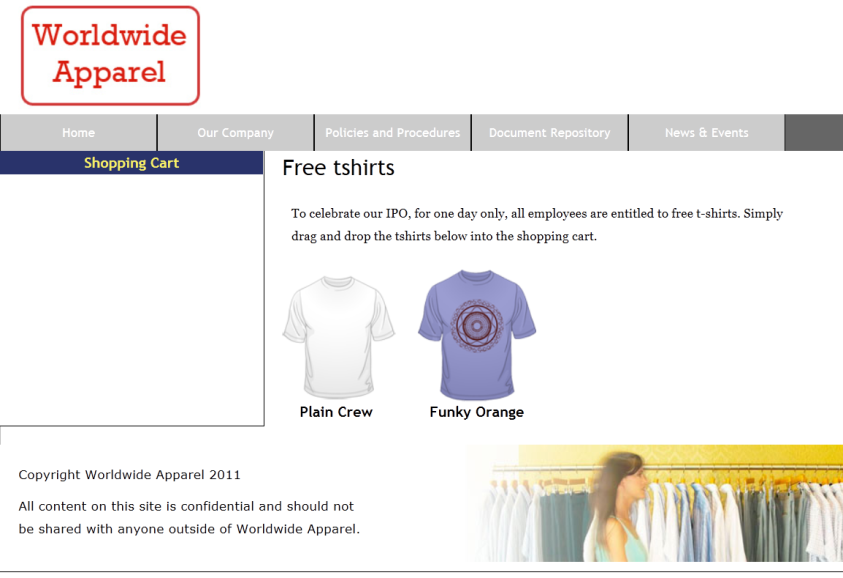 Worldwide
Apparel
Home Our Company Policies and Procedures Document Repository News & Events
Shopping Cart
Free tshirts
To celebrate our IPO, for one day only, all employees are entitled to free t-shirts. Simply
drag and drop the tshirts below into the shopping cart.
Plain Crew Funky Orange
Copyright Worldwide Apparel 2011
All content on this site is confidential and should not
be shared with anyone outside of Worldwide Apparel.